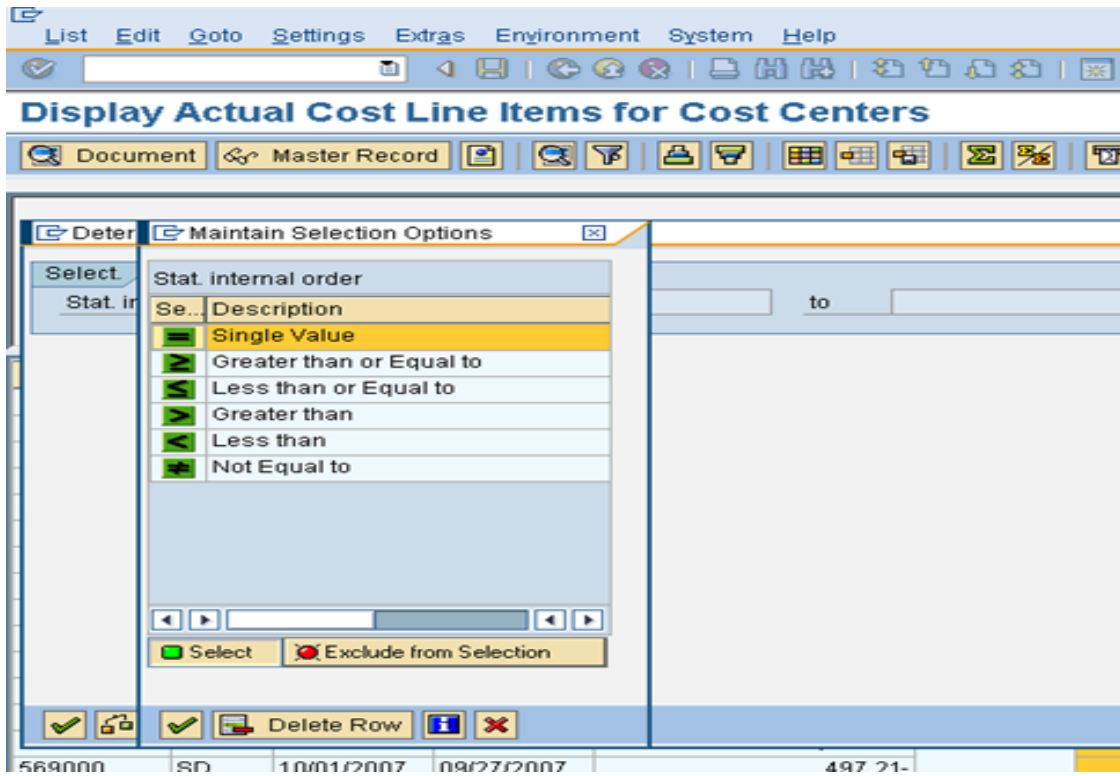 List Edit Goto Settings Extras Environment System Help
Display Actual Cost Line Items for Cost Centers
Document Master Record
Deter Maintain Selection Options
Select.
Stat. internal order
Stat. ir to
Se... Description
= Single Value
≥ Greater than or Equal to
≤ Less than or Equal to
> Greater than
< Less than
≠ Not Equal to
Select Exclude from Selection
Delete Row
569000 SD 10/01/2007 09/27/2007 497.21-